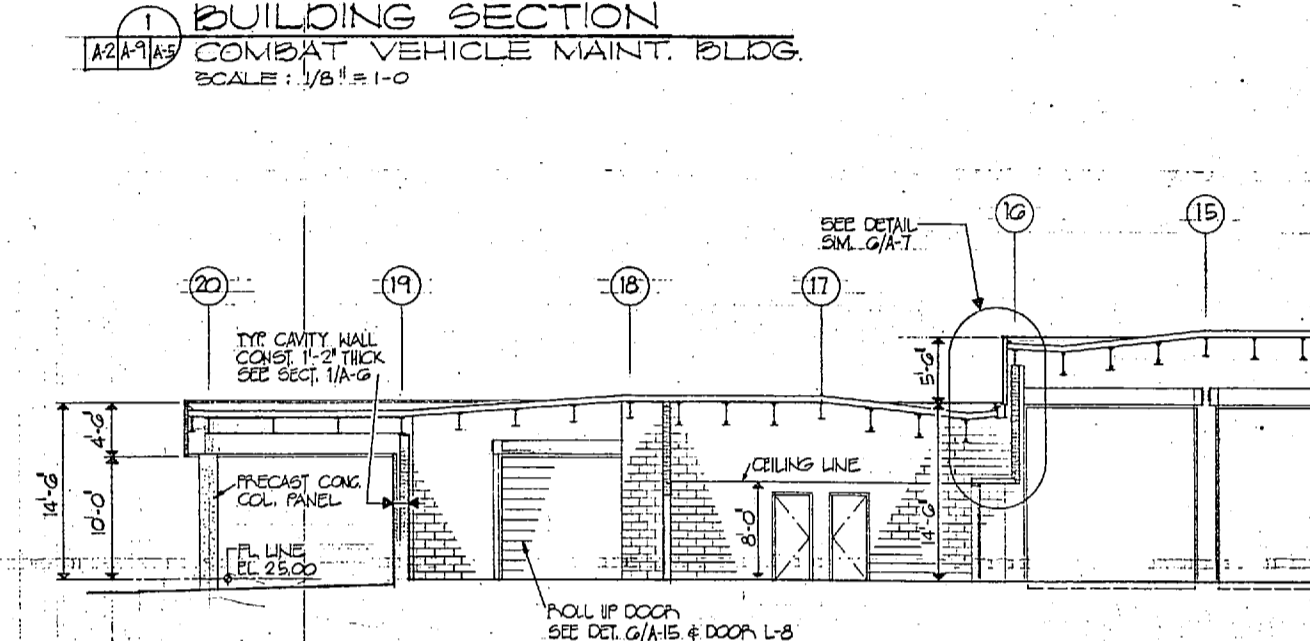 1
BUILDING SECTION
A-2 A-9 A-5
COMBAT VEHICLE MAINT. BLDG.
SCALE: 1/8" = 1-0
16
15
SEE DETAIL
SIM. G/A-7
20
19
18
17
TYP. CAVITY WALL
CONST. 1'-2" THICK
SEE SECT. 1/A-G
5'-6"
4'-6"
14'-6"
10'-0"
PRECAST CONC.
COL. PANEL
CEILING LINE
8'-0"
14'-6"
FL. LINE
EL. 25.00
ROLL UP DOOR
SEE DET. G/A-15 & DOOR L-8